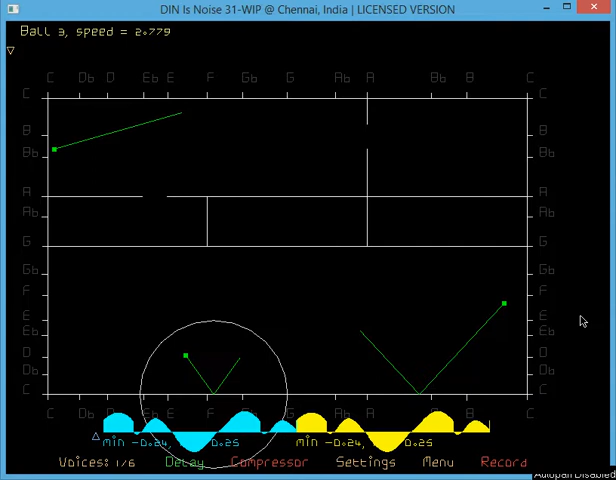 DIN Is Noise 31-WIP @ Chennai, India | LICENSED VERSION
Ball 3, speed = 2.779
C Db D Eb E F Gb G Ab A Bb B C
C C
B B
Bb Bb
A A
Ab Ab
G G
Gb Gb
F F
E E
Eb Eb
D D
Db Db
C C
C Db D Eb E F Gb G Ab A Bb B C
Min -0.24, 0.25 Min -0.24, 0.25
Voices: 1/6 Delay Compressor Settings Menu Record
Autopan Disabled